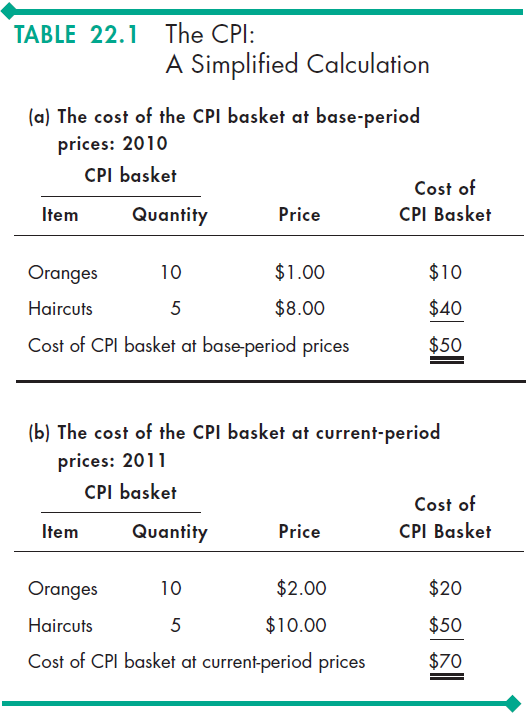 TABLE 22.1 The CPI:
A Simplified Calculation
(a) The cost of the CPI basket at base-period
prices: 2010
CPI basket
Cost of
Item Quantity Price CPI Basket
Oranges 10 $1.00 $10
Haircuts 5 $8.00 $40
Cost of CPI basket at base-period prices $50
(b) The cost of the CPI basket at current-period
prices: 2011
CPI basket
Cost of
Item Quantity Price CPI Basket
Oranges 10 $2.00 $20
Haircuts 5 $10.00 $50
Cost of CPI basket at current-period prices $70